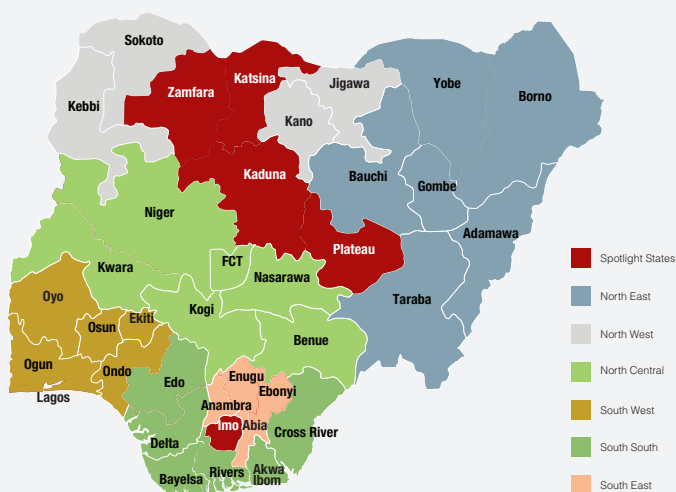 Sokoto
Katsina
Zamfara
Jigawa
Yobe
Borno
Kebbi
Kano
Kaduna
Bauchi
Gombe
Niger
Adamawa
Plateau
FCT
Kwara
Nasarawa
Oyo
Taraba
Kogi
Ekiti
Osun
Benue
Ogun
Ondo
Edo
Enugu
Ebonyi
Lagos
Anambra
Imo
Abia
Cross River
Delta
Rivers
Akwa
Ibom
Bayelsa
Spotlight States
North East
North West
North Central
South West
South South
South East